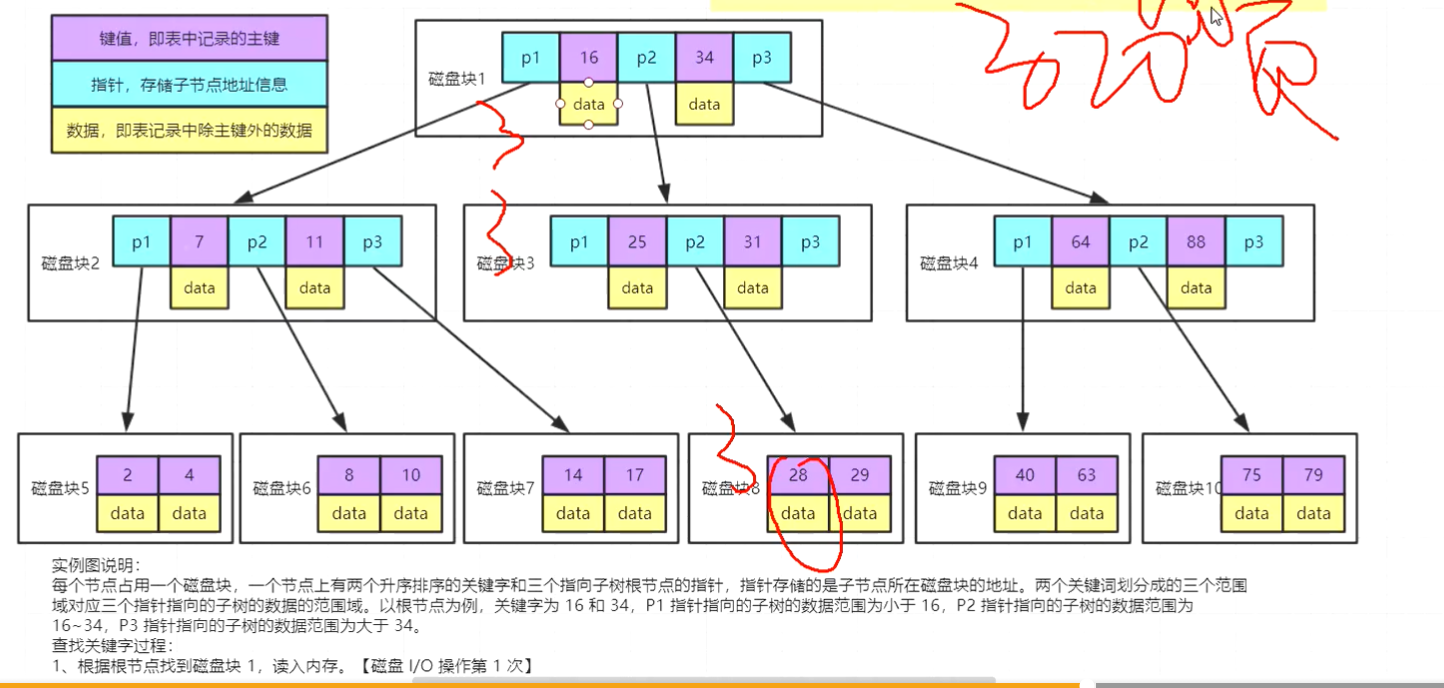 键值，即表中记录的主键
指针，存储子节点地址信息
数据，即表记录中除主键外的数据
磁盘块1
p1 16 p2 34 p3
data data
磁盘块2
p1 7 p2 11 p3
data data
磁盘块3
p1 25 p2 31 p3
data data
磁盘块4
p1 64 p2 88 p3
data data
磁盘块5
2 4
data data
磁盘块6
8 10
data data
磁盘块7
14 17
data data
磁盘块8
28 29
data data
磁盘块9
40 63
data data
磁盘块10
75 79
data data
实例图说明：
每个节点占用一个磁盘块，一个节点上有两个升序排序的关键字和三个指向子树根节点的指针，指针存储的是子节点所在磁盘块的地址。两个关键词划分成的三个范围
域对应三个指针指向的子树的数据的范围域。以根节点为例，关键字为 16 和 34，P1 指针指向的子树的数据范围为小于 16，P2 指针指向的子树的数据范围为
16~34，P3 指针指向的子树的数据范围为大于 34。
查找关键字过程：
1、根据根节点找到磁盘块 1，读入内存。【磁盘 I/O 操作第 1 次】